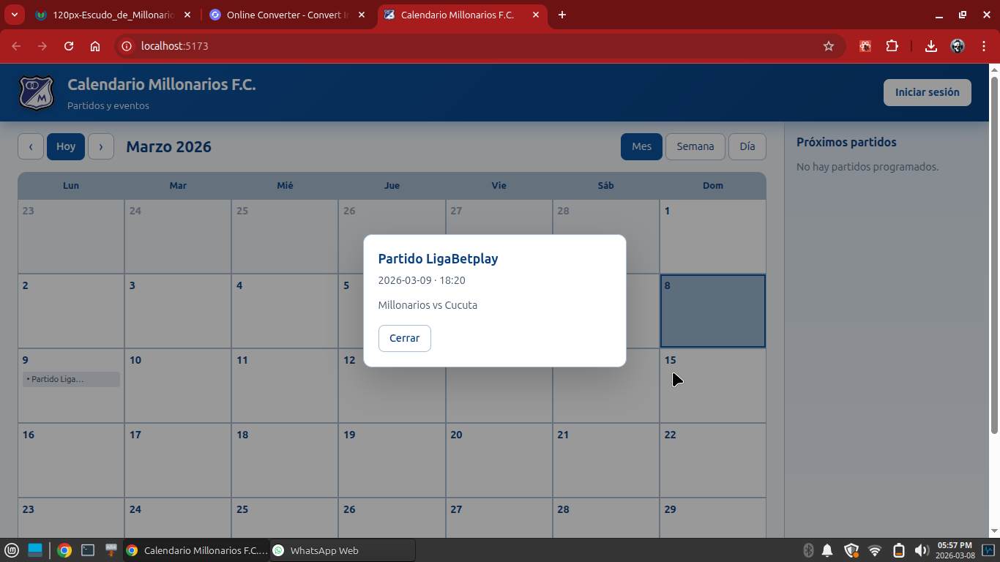 120px-Escudo_de_Millonario
Online Converter - Convert I
Calendario Millonarios F.C.
localhost:5173
M
Calendario Millonarios F.C.
Partidos y eventos
Iniciar sesión
‹ Hoy › Marzo 2026
Mes Semana Día
Próximos partidos
No hay partidos programados.
Lun Mar Mié Jue Vie Sáb Dom
23 24 25 26 27 28 1
2 3 4 5 8
9 10 11 12 15
• Partido Liga...
16 17 18 19 20 21 22
23 24 25 26 27 28 29
Partido LigaBetplay
2026-03-09 · 18:20
Millonarios vs Cucuta
Cerrar
Calendario Millonarios F.C....
WhatsApp Web
05:57 PM
2026-03-08